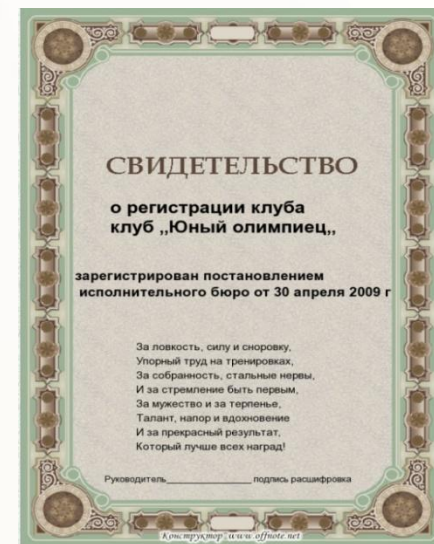 СВИДЕТЕЛЬСТВО
о регистрации клуба
клуб ,,Юный олимпиец,,
зарегистрирован постановлением
исполнительного бюро от 30 апреля 2009 г
За ловкость, силу и сноровку,
Упорный труд на тренировках,
За собранность, стальные нервы,
И за стремление быть первым,
За мужество и за терпенье,
Талант, напор и вдохновение
И за прекрасный результат,
Который лучше всех наград!
Руководитель____________________ подпись расшифровка
Конструктор www.offnote.net